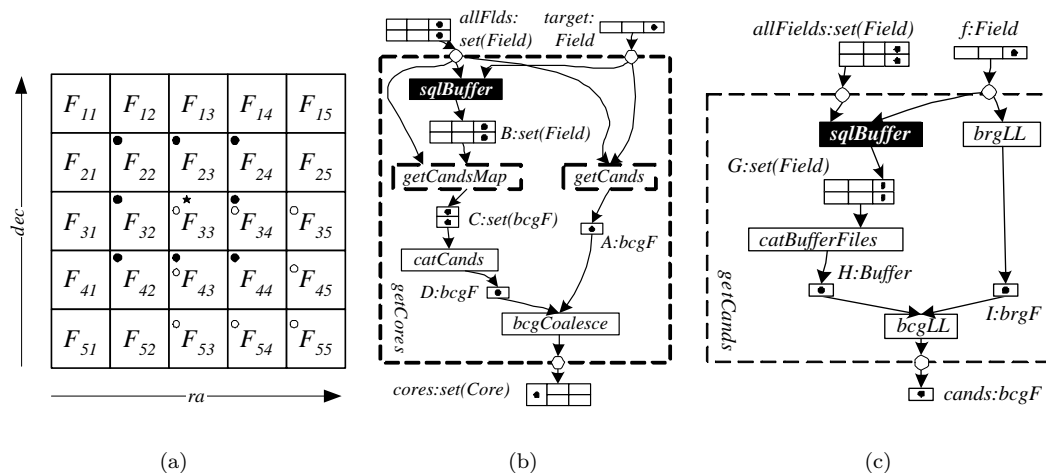 F11 F12 F13 F14 F15
F21 F22 F23 F24 F25
F31 F32 F33 F34 F35
F41 F42 F43 F44 F45
F51 F52 F53 F54 F55
dec
ra
(a)
allFlds:
set(Field)
target:
Field
sqlBuffer
B:set(Field)
getCandsMap
getCands
C:set(bcgF)
A:bcgF
catCands
D:bcgF
bcgCoalesce
getCores
cores:set(Core)
(b)
allFields:set(Field)
f:Field
sqlBuffer
brgLL
G:set(Field)
catBufferFiles
H:Buffer
I:brgF
bcgLL
getCands
cands:bcgF
(c)